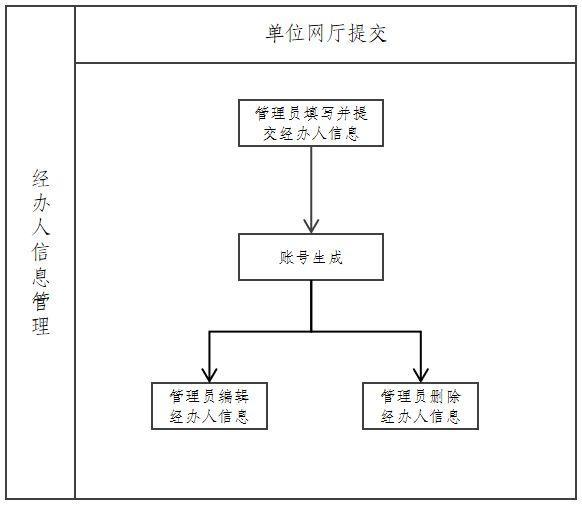 单位网厅提交
经办人信息管理
管理员填写并提
交经办人信息
账号生成
管理员编辑
经办人信息
管理员删除
经办人信息